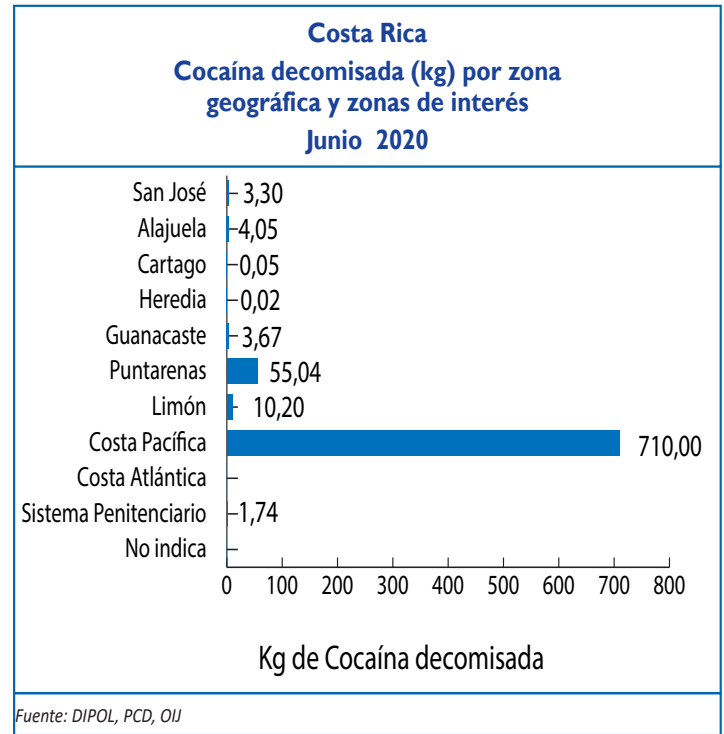 Costa Rica
Cocaína decomisada (kg) por zona
geográfica y zonas de interés
Junio 2020
San José 3,30
Alajuela 4,05
Cartago 0,05
Heredia 0,02
Guanacaste 3,67
Puntarenas 55,04
Limón 10,20
Costa Pacífica 710,00
Costa Atlántica
Sistema Penitenciario 1,74
No indica
0 100 200 300 400 500 600 700 800
Kg de Cocaína decomisada
Fuente: DIPOL, PCD, OIJ